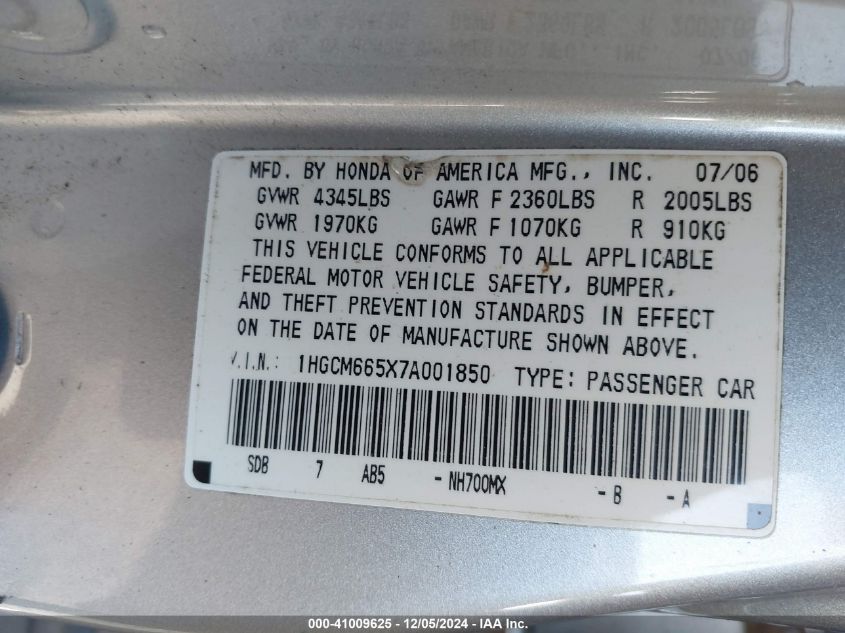 MFD. BY HONDA OF AMERICA MFG., INC. 07/06
GVWR 4345LBS GAWR F 2360LBS R 2005LBS
GVWR 1970KG GAWR F 1070KG R 910KG
THIS VEHICLE CONFORMS TO ALL APPLICABLE
FEDERAL MOTOR VEHICLE SAFETY, BUMPER,
AND THEFT PREVENTION STANDARDS IN EFFECT
ON THE DATE OF MANUFACTURE SHOWN ABOVE.
V.I.N.: 1HGCM665X7A001850 TYPE: PASSENGER CAR
SDB 7 AB5 -NH700MX -B -A
000-41009625 - 12/05/2024 - IAA Inc.